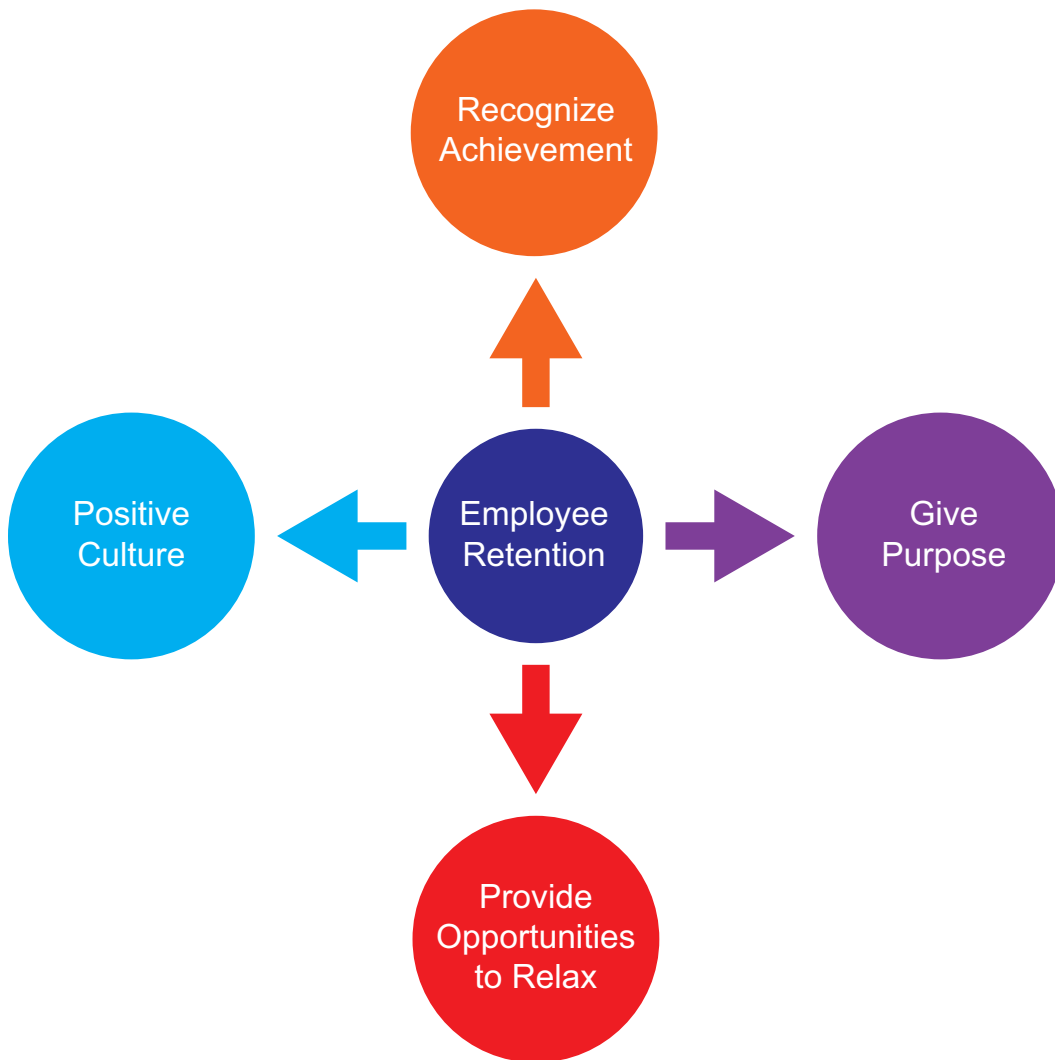 Recognize
Achievement
Positive
Culture
Employee
Retention
Give
Purpose
Provide
Opportunities
to Relax